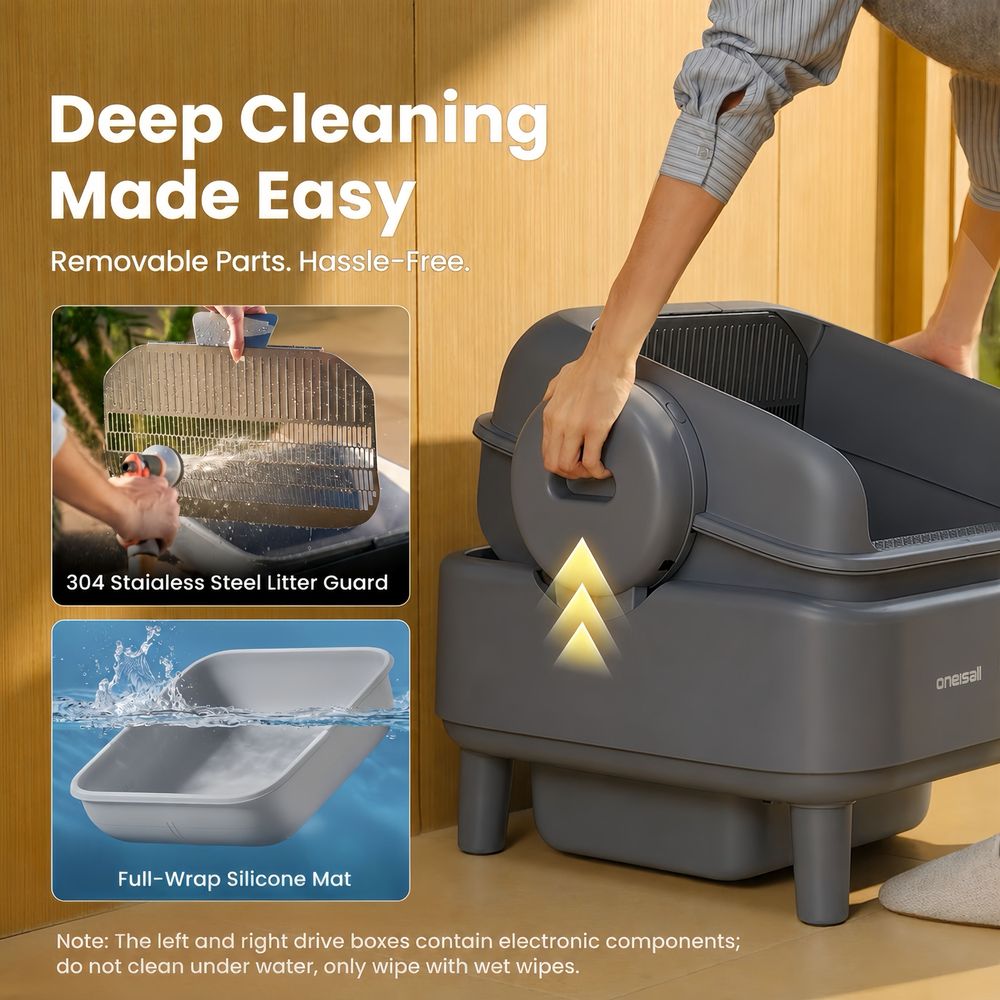 Deep Cleaning
Made Easy
Removable Parts. Hassle-Free.
304 Staialess Steel Litter Guard
oneisall
Full-Wrap Silicone Mat
Note: The left and right drive boxes contain electronic components;
do not clean under water, only wipe with wet wipes.